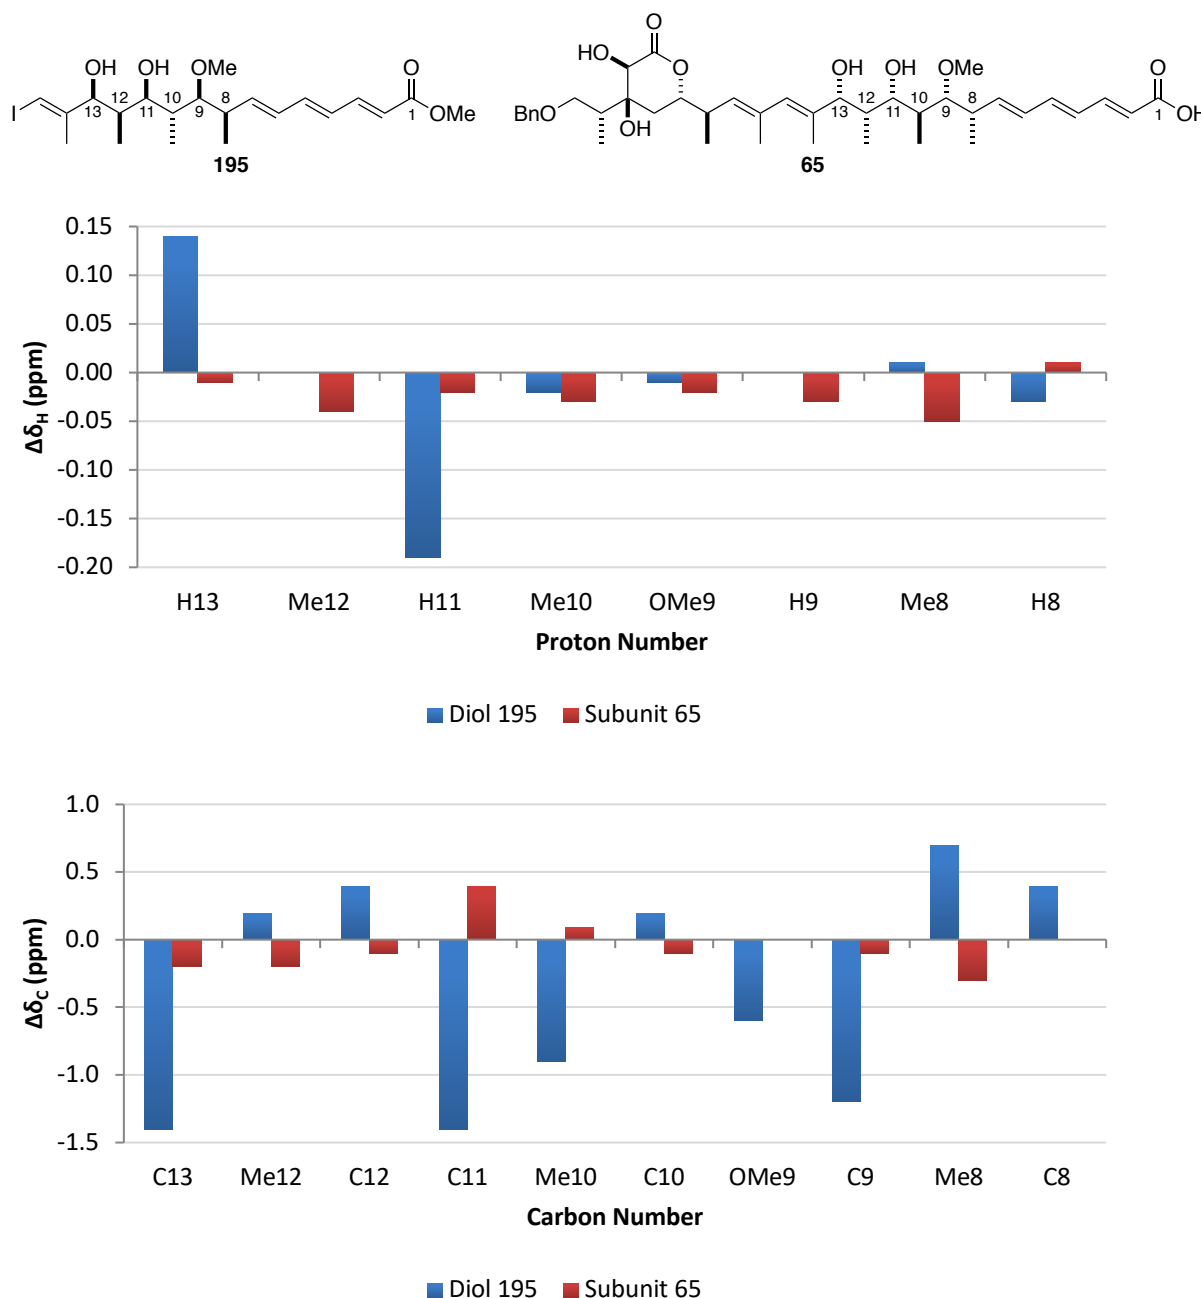 OH OH OMe O
I 13 12 11 10 9 8 1 OMe
195
O
HO O OH OH OMe O
BnO OH 13 12 11 10 9 8 1 OH
65
0.15
0.10
0.05
0.00
-0.05
-0.10
-0.15
-0.20
ΔδH (ppm)
H13 Me12 H11 Me10 OMe9 H9 Me8 H8
Proton Number
Diol 195 Subunit 65
1.0
0.5
0.0
-0.5
-1.0
-1.5
ΔδC (ppm)
C13 Me12 C12 C11 Me10 C10 OMe9 C9 Me8 C8
Carbon Number
Diol 195 Subunit 65